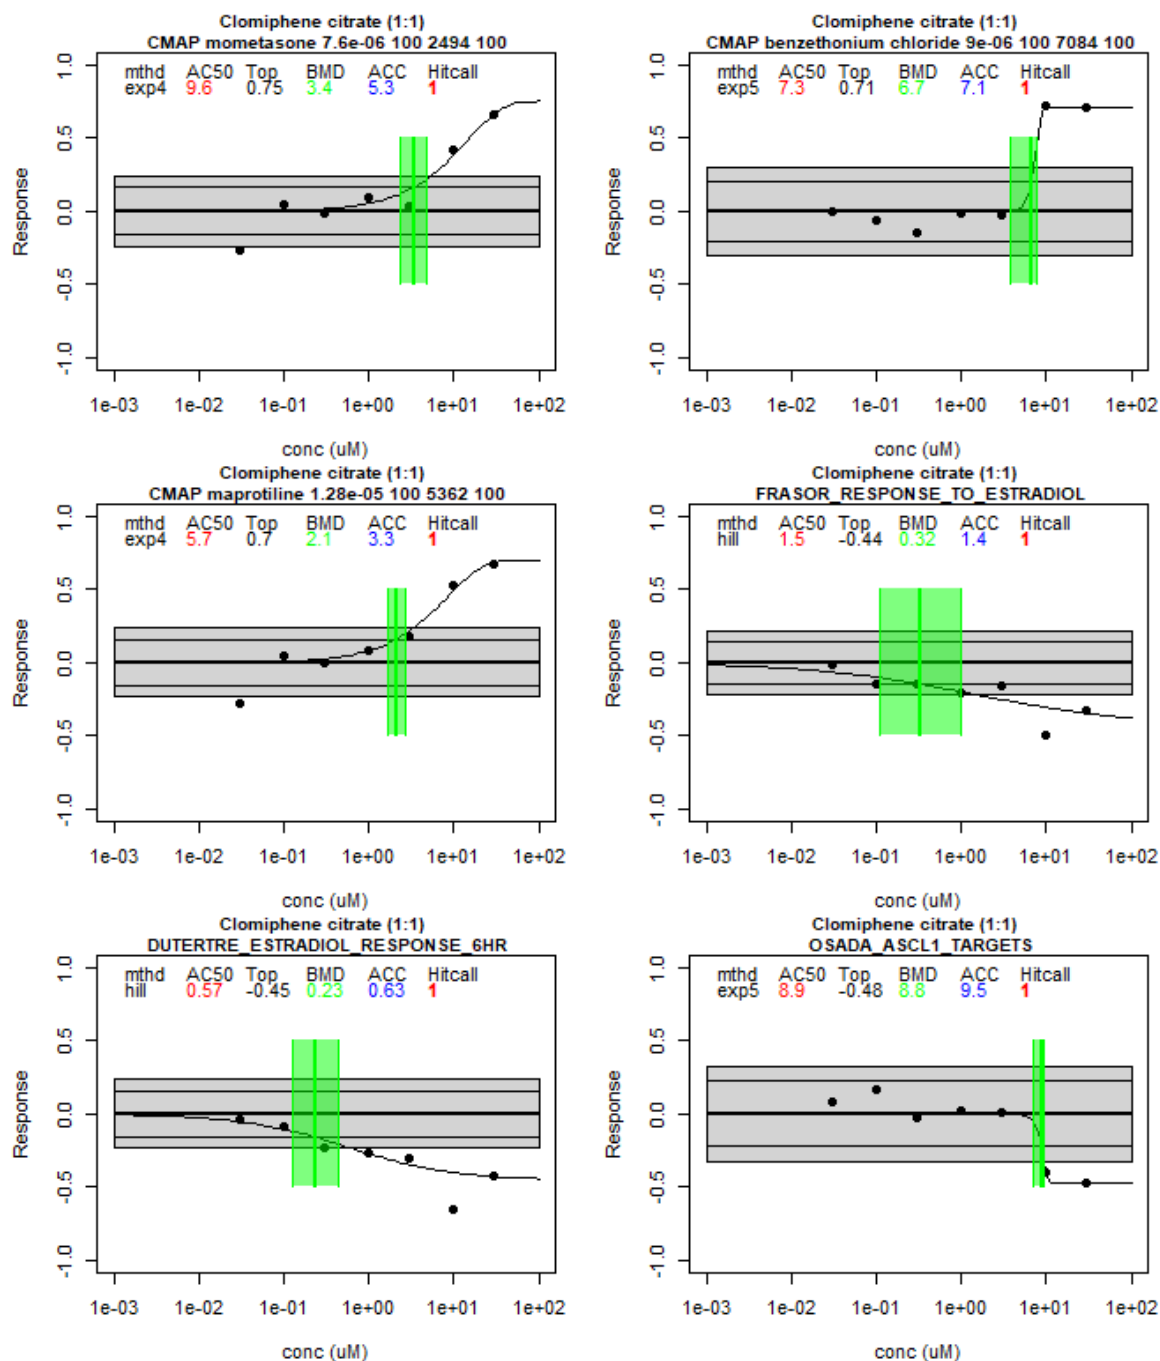 Clomiphene citrate (1:1)
CMAP mometasone 7.6e-06 100 2494 100
mthd AC50 Top BMD ACC Hitcall
exp4 9.6 0.75 3.4 5.3 1
Response
1.0
0.5
0.0
-0.5
-1.0
1e-03 1e-02 1e-01 1e+00 1e+01 1e+02
conc (uM)
Clomiphene citrate (1:1)
CMAP benzethonium chloride 9e-06 100 7084 100
mthd AC50 Top BMD ACC Hitcall
exp5 7.3 0.71 6.7 7.1 1
Response
1.0
0.5
0.0
-0.5
-1.0
1e-03 1e-02 1e-01 1e+00 1e+01 1e+02
conc (uM)
Clomiphene citrate (1:1)
CMAP maprotiline 1.28e-05 100 5362 100
mthd AC50 Top BMD ACC Hitcall
exp4 5.7 0.7 2.1 3.3 1
Response
1.0
0.5
0.0
-0.5
-1.0
1e-03 1e-02 1e-01 1e+00 1e+01 1e+02
conc (uM)
Clomiphene citrate (1:1)
FRASOR_RESPONSE_TO_ESTRADIOL
mthd AC50 Top BMD ACC Hitcall
hill 1.5 -0.44 0.32 1.4 1
Response
1.0
0.5
0.0
-0.5
-1.0
1e-03 1e-02 1e-01 1e+00 1e+01 1e+02
conc (uM)
Clomiphene citrate (1:1)
DUTERTRE_ESTRADIOL_RESPONSE_6HR
mthd AC50 Top BMD ACC Hitcall
hill 0.57 -0.45 0.23 0.63 1
Response
1.0
0.5
0.0
-0.5
-1.0
1e-03 1e-02 1e-01 1e+00 1e+01 1e+02
conc (uM)
Clomiphene citrate (1:1)
OSADA_ASCL1_TARGETS
mthd AC50 Top BMD ACC Hitcall
exp5 8.9 -0.48 8.8 9.5 1
Response
1.0
0.5
0.0
-0.5
-1.0
1e-03 1e-02 1e-01 1e+00 1e+01 1e+02
conc (uM)